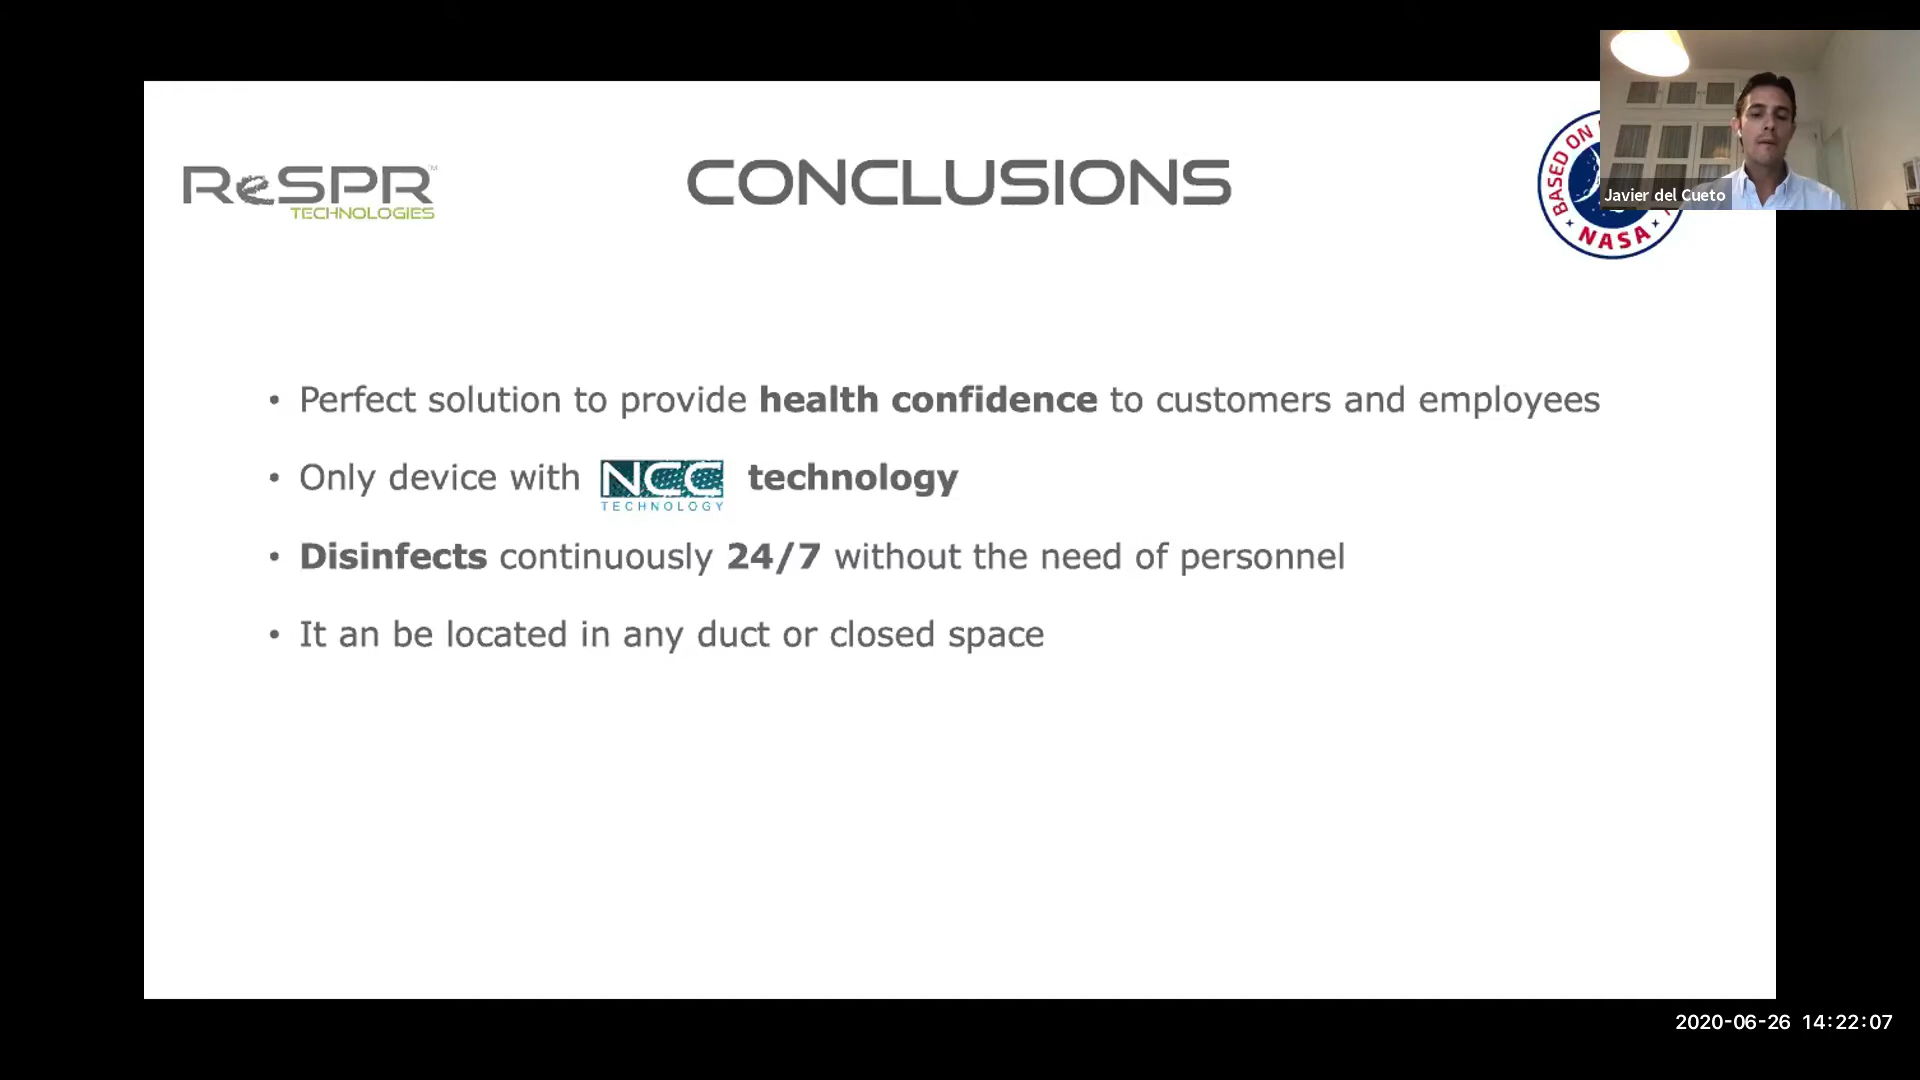 ReSPR™
TECHNOLOGIES
CONCLUSIONS
BASED ON
NASA
Javier del Cueto
• Perfect solution to provide health confidence to customers and employees
• Only device with NCC technology
TECHNOLOGY
• Disinfects continuously 24/7 without the need of personnel
• It an be located in any duct or closed space
2020-06-26 14:22:07